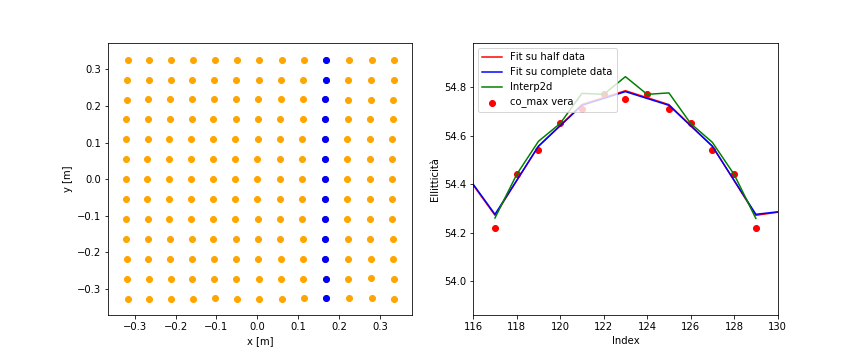 0.3
0.2
0.1
0.0
−0.1
−0.2
−0.3
y [m]
−0.3 −0.2 −0.1 0.0 0.1 0.2 0.3
x [m]
Fit su half data
Fit su complete data
Interp2d
co_max vera
54.8
54.6
54.4
54.2
54.0
Ellitticità
116 118 120 122 124 126 128 130
Index